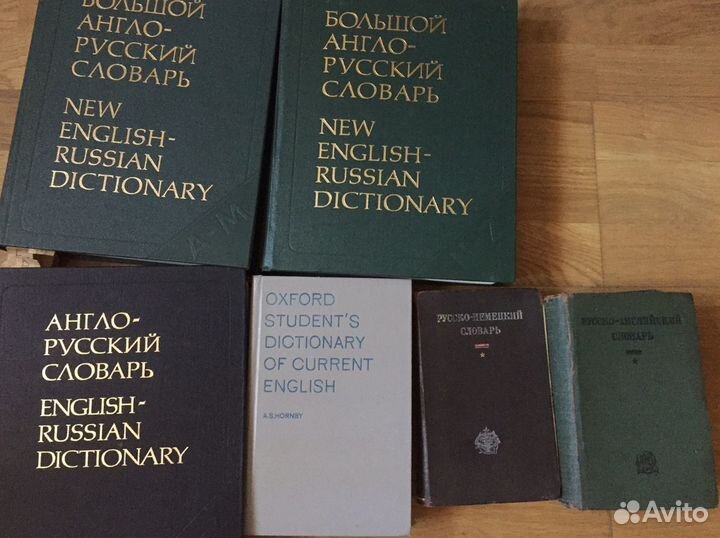 БОЛЬШОЙ
АНГЛО-
РУССКИЙ
СЛОВАРЬ
NEW
ENGLISH-
RUSSIAN
DICTIONARY
А-М
БОЛЬШОЙ
АНГЛО-
РУССКИЙ
СЛОВАРЬ
NEW
ENGLISH-
RUSSIAN
DICTIONARY
АНГЛО-
РУССКИЙ
СЛОВАРЬ
ENGLISH-
RUSSIAN
DICTIONARY
OXFORD
STUDENT'S
DICTIONARY
OF CURRENT
ENGLISH
A.S.HORNBY
РУССКО-НЕМЕЦКИЙ
СЛОВАРЬ
РУССКО-АНГЛИЙСКИЙ
СЛОВАРЬ
Avito